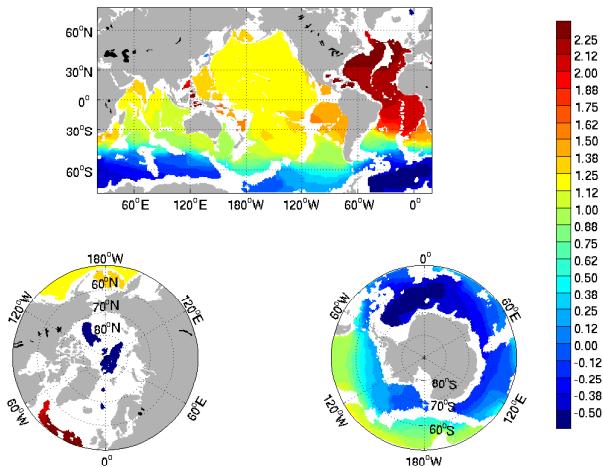 60°N
30°N
0°
30°S
60°S
60°E
120°E
180°W
120°W
60°W
0°
2.25
2.12
2.00
1.88
1.75
1.62
1.50
1.38
1.25
1.12
1.00
0.88
0.75
0.62
0.50
0.38
0.25
0.12
0.00
-0.12
-0.25
-0.38
-0.50
180°W
120°W
120°E
60°N
70°N
80°N
60°W
60°E
0°
0°
60°W
60°E
80°S
70°S
60°S
120°W
120°E
180°W